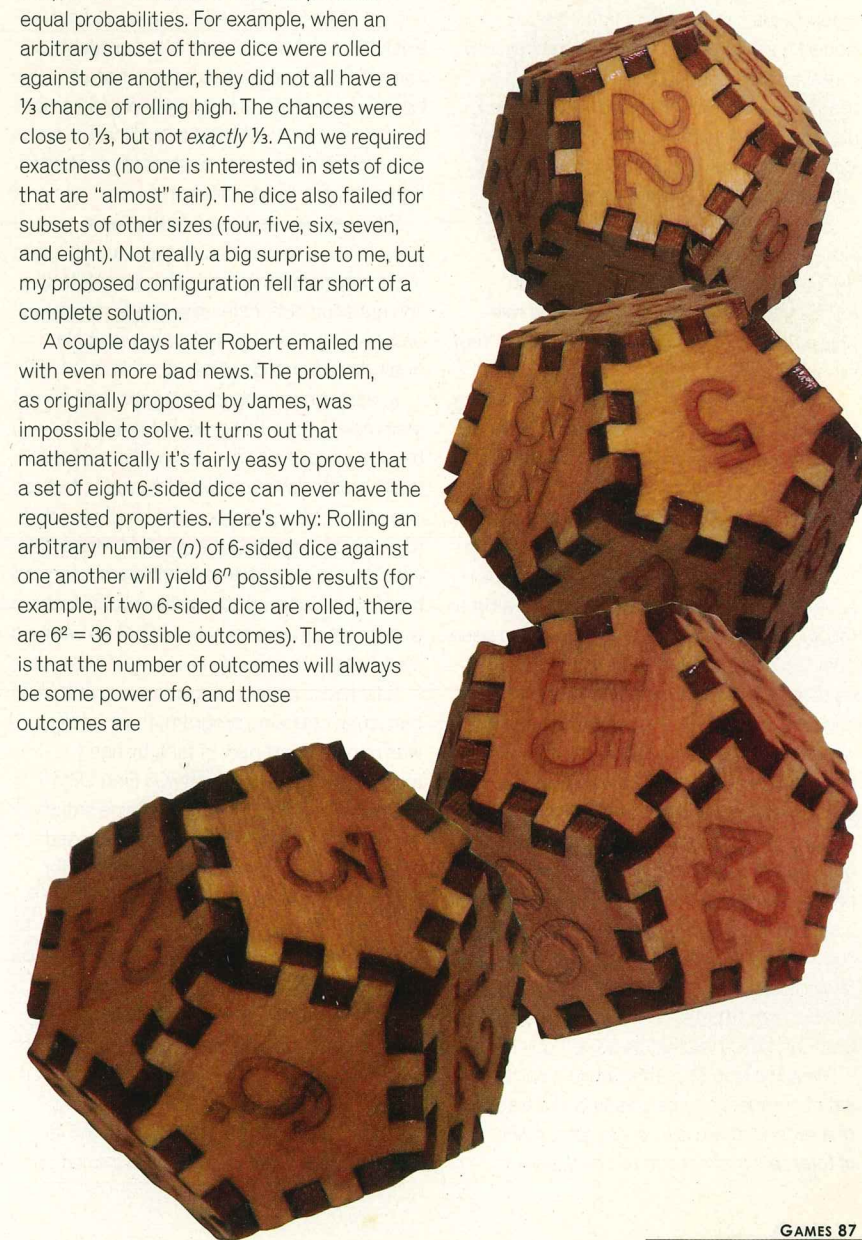 equal probabilities. For example, when an
arbitrary subset of three dice were rolled
against one another, they did not all have a
⅓ chance of rolling high. The chances were
close to ⅓, but not exactly ⅓. And we required
exactness (no one is interested in sets of dice
that are “almost” fair). The dice also failed for
subsets of other sizes (four, five, six, seven,
and eight). Not really a big surprise to me, but
my proposed configuration fell far short of a
complete solution.
A couple days later Robert emailed me
with even more bad news. The problem,
as originally proposed by James, was
impossible to solve. It turns out that
mathematically it's fairly easy to prove that
a set of eight 6-sided dice can never have the
requested properties. Here's why: Rolling an
arbitrary number (n) of 6-sided dice against
one another will yield 6ⁿ possible results (for
example, if two 6-sided dice are rolled, there
are 6² = 36 possible outcomes). The trouble
is that the number of outcomes will always
be some power of 6, and those
outcomes are
22
8
5
15
42
3
24
6.
GAMES 87